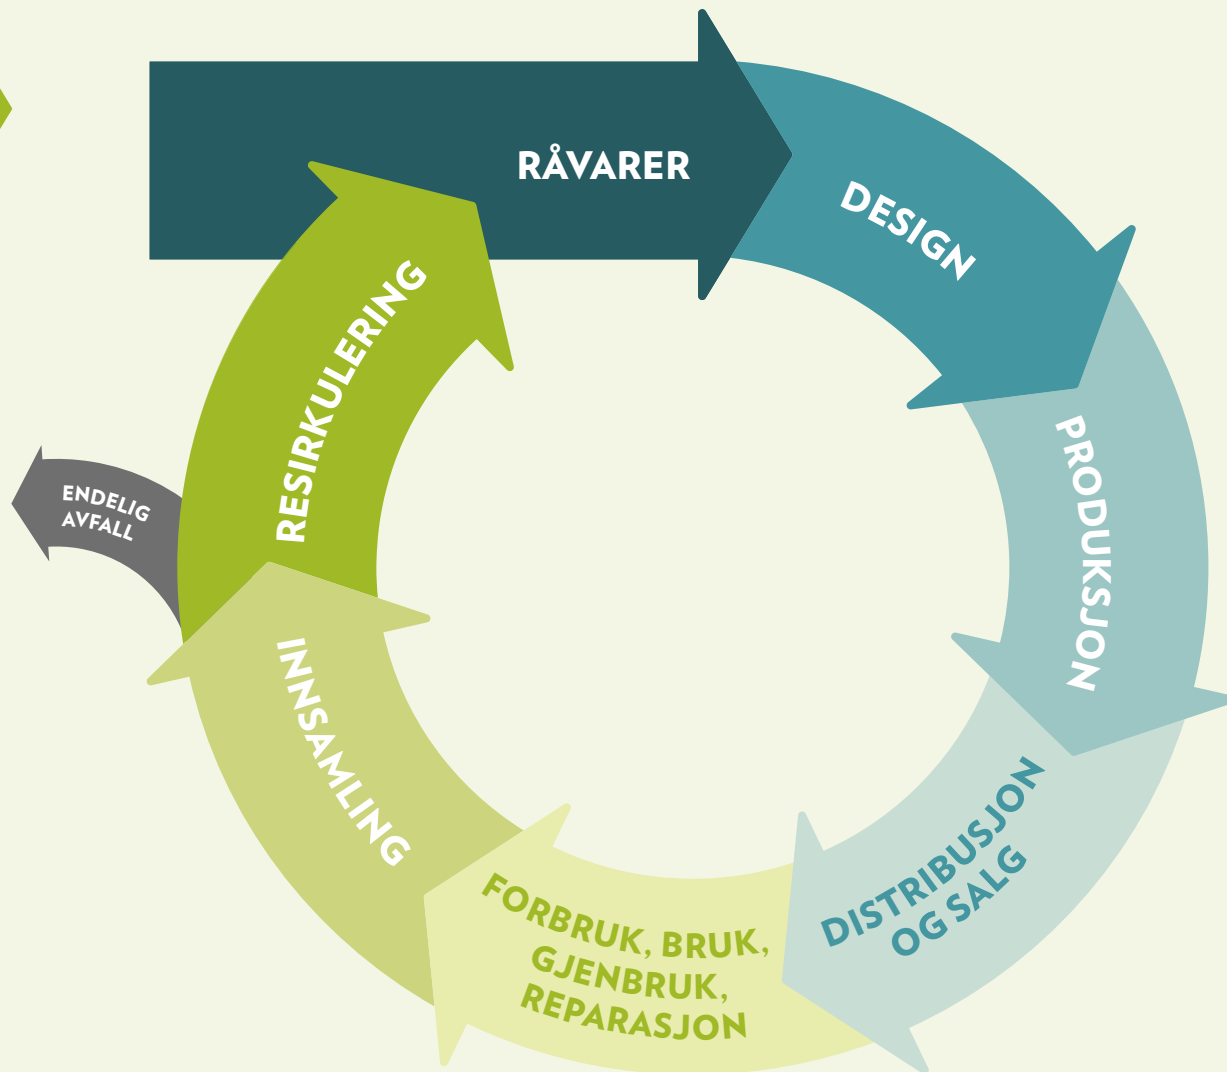 RÅVARER
DESIGN
PRODUKSJON
DISTRIBUSJON
OG SALG
FORBRUK, BRUK,
GJENBRUK,
REPARASJON
INNSAMLING
RESIRKULERING
ENDELIG
AVFALL